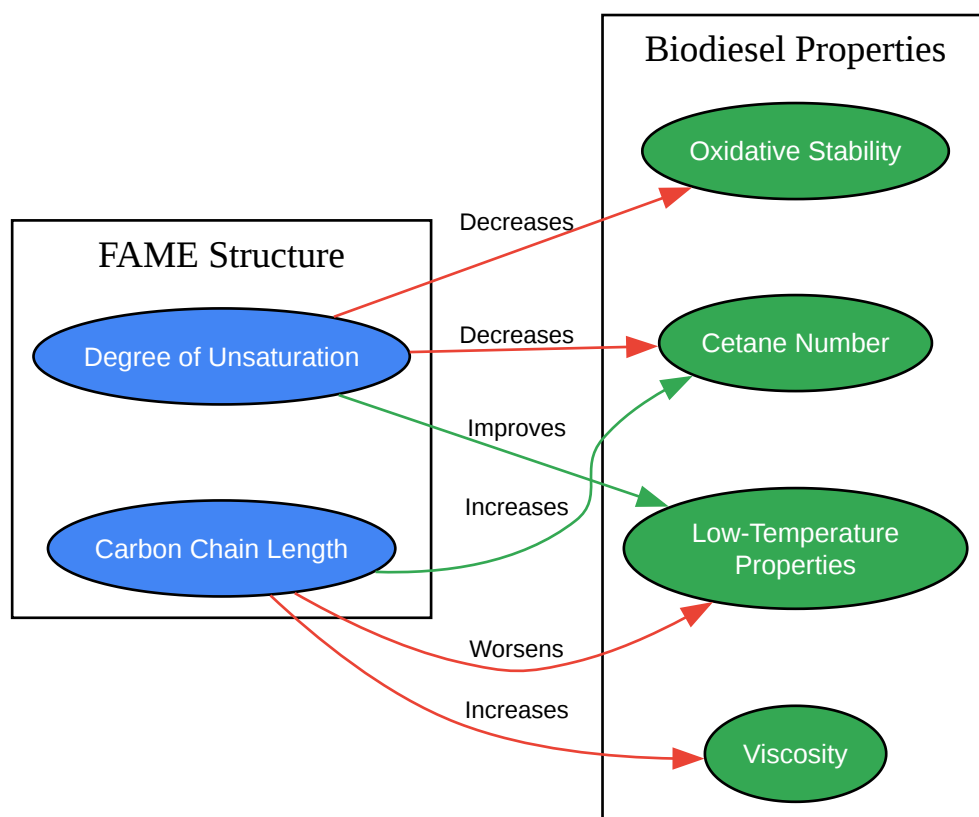 Biodiesel Properties
Oxidative Stability
Decreases
FAME Structure
Degree of Unsaturation
Decreases
Cetane Number
Improves
Increases
Carbon Chain Length
Low-Temperature
Properties
Worsens
Increases
Viscosity